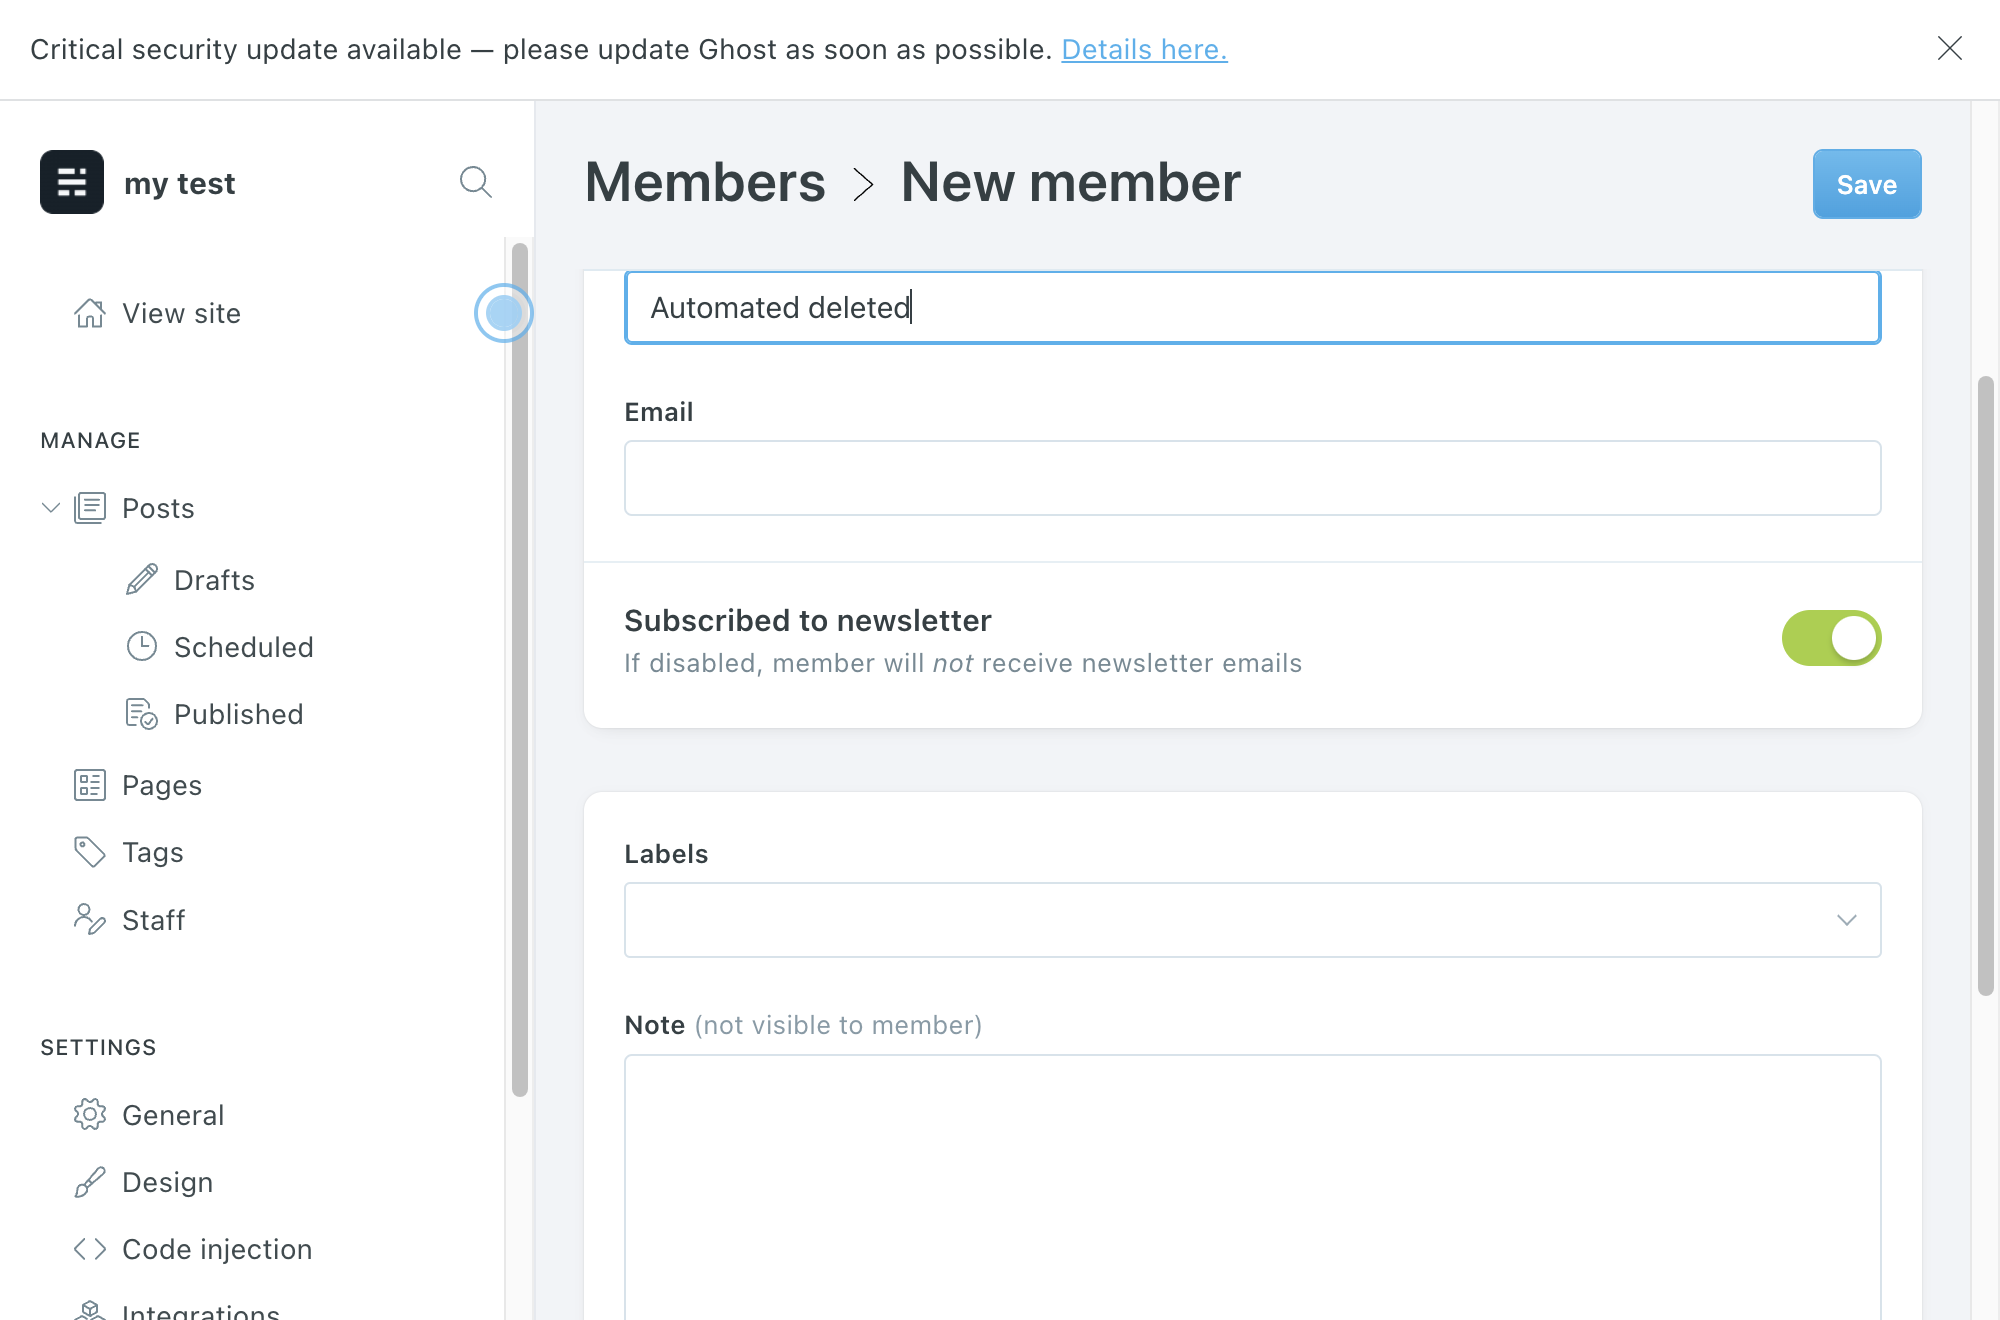 Critical security update available — please update Ghost as soon as possible. Details here.
my test
View site
MANAGE
Posts
Drafts
Scheduled
Published
Pages
Tags
Staff
SETTINGS
General
Design
Code injection
Integrations
Members > New member
Save
Automated deleted
Email
Subscribed to newsletter
If disabled, member will not receive newsletter emails
Labels
Note (not visible to member)